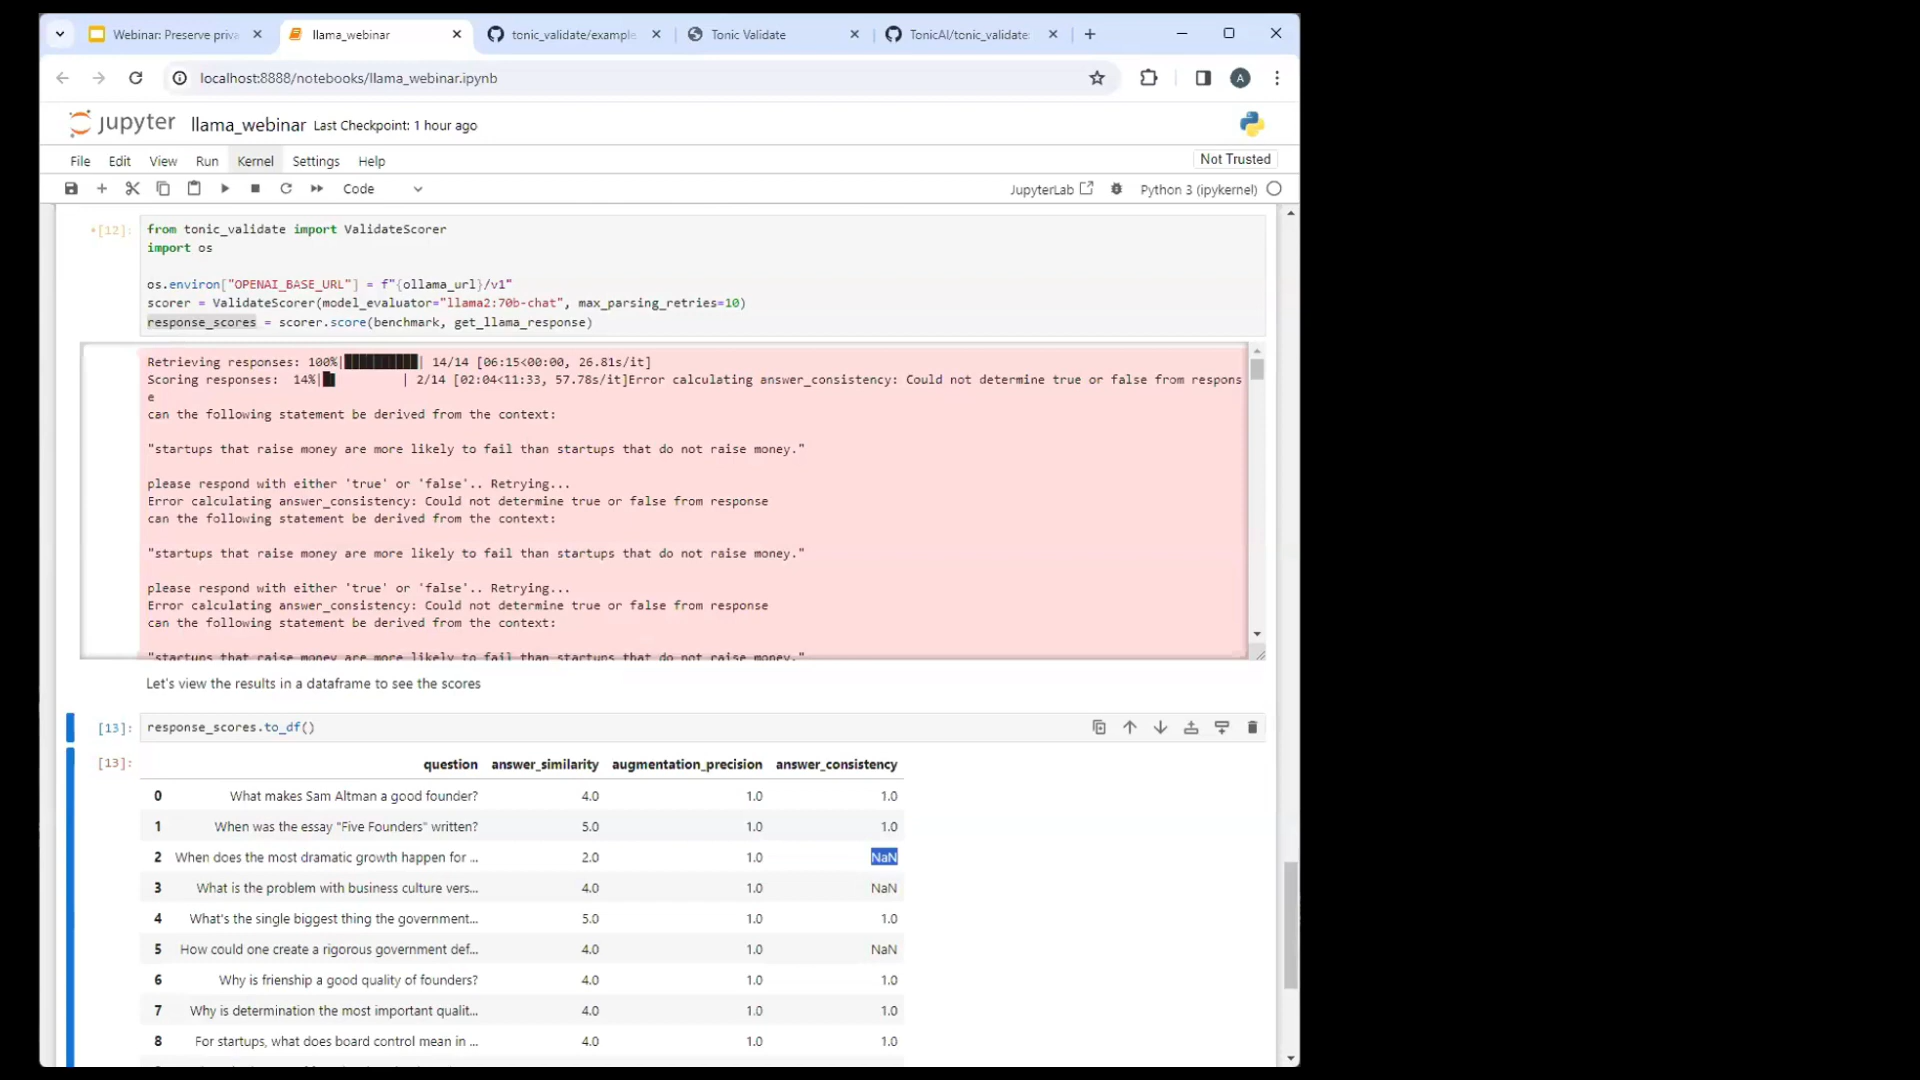 Webinar: Preserve priva
llama_webinar
tonic_validate/example
Tonic Validate
TonicAI/tonic_validate:
localhost:8888/notebooks/llama_webinar.ipynb
A
jupyter llama_webinar Last Checkpoint: 1 hour ago
File Edit View Run Kernel Settings Help Not Trusted
Code JupyterLab Python 3 (ipykernel)
[12]: from tonic_validate import ValidateScorer
import os
os.environ["OPENAI_BASE_URL"] = f"{ollama_url}/v1"
scorer = ValidateScorer(model_evaluator="llama2:70b-chat", max_parsing_retries=10)
response_scores = scorer.score(benchmark, get_llama_response)
Retrieving responses: 100%|██████████| 14/14 [06:15<00:00, 26.81s/it]
Scoring responses:  14%|█▍        | 2/14 [02:04<11:33, 57.78s/it]Error calculating answer_consistency: Could not determine true or false from respons
e
can the following statement be derived from the context:
"startups that raise money are more likely to fail than startups that do not raise money."
please respond with either 'true' or 'false'.. Retrying...
Error calculating answer_consistency: Could not determine true or false from response
can the following statement be derived from the context:
"startups that raise money are more likely to fail than startups that do not raise money."
please respond with either 'true' or 'false'.. Retrying...
Error calculating answer_consistency: Could not determine true or false from response
can the following statement be derived from the context:
"startups that raise money are more likely to fail than startups that do not raise money."
Let's view the results in a dataframe to see the scores
[13]: response_scores.to_df()
[13]: question answer_similarity augmentation_precision answer_consistency
0 What makes Sam Altman a good founder? 4.0 1.0 1.0
1 When was the essay "Five Founders" written? 5.0 1.0 1.0
2 When does the most dramatic growth happen for ... 2.0 1.0 NaN
3 What is the problem with business culture vers... 4.0 1.0 NaN
4 What's the single biggest thing the government... 5.0 1.0 1.0
5 How could one create a rigorous government def... 4.0 1.0 NaN
6 Why is frienship a good quality of founders? 4.0 1.0 1.0
7 Why is determination the most important qualit... 4.0 1.0 1.0
8 For startups, what does board control mean in ... 4.0 1.0 1.0